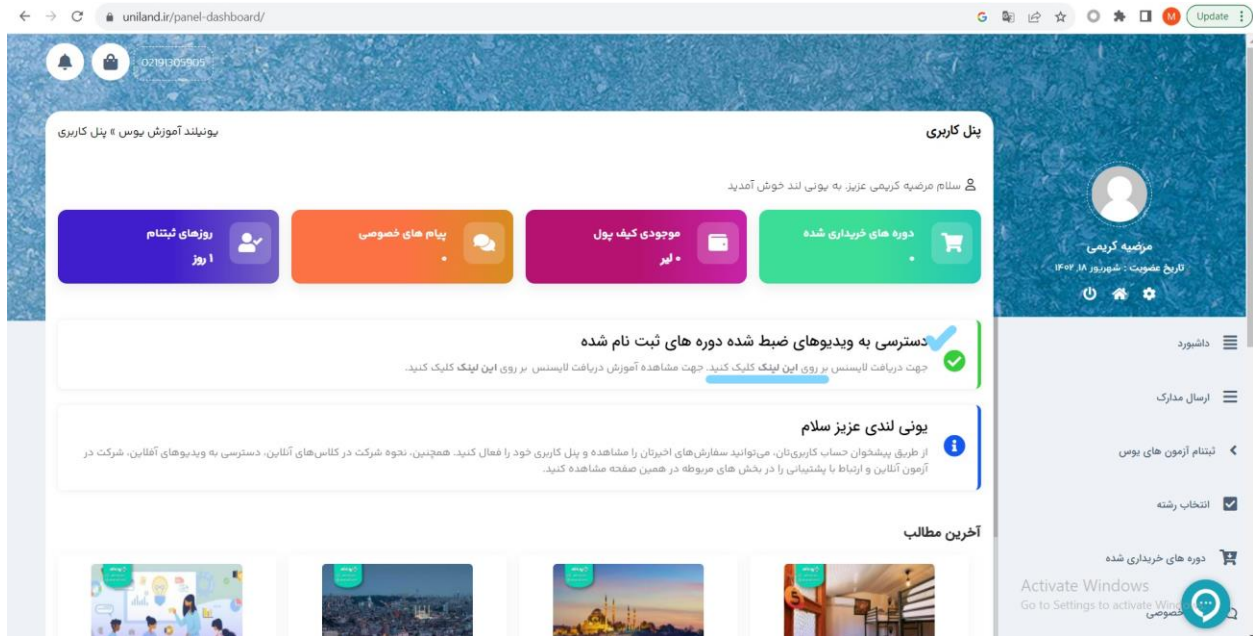 uniland.ir/panel-dashboard/
M
Update
02191305905
پنل کاربری
یونیلند آموزش یوس » پنل کاربری
سلام مرضیه کریمی عزیز. به یونی لند خوش آمدید
دوره های خریداری شده
۰
موجودی کیف پول
۰ لیر
پیام های خصوصی
۰
روزهای ثبتنام
۱ روز
دسترسی به ویدیوهای ضبط شده دوره های ثبت نام شده
جهت دریافت لایسنس بر روی این لینک کلیک کنید. جهت مشاهده آموزش دریافت لایسنس بر روی این لینک کلیک کنید.
یونی لندی عزیز سلام
از طریق پیشخوان حساب کاربری‌تان، می‌توانید سفارش‌های اخیرتان را مشاهده و پنل کاربری خود را فعال کنید. همچنین، نحوه شرکت در کلاس‌های آنلاین، دسترسی به ویدیوهای آفلاین، شرکت در
آزمون آنلاین و ارتباط با پشتیبانی را در بخش های مربوطه در همین صفحه مشاهده کنید.
آخرین مطالب
مرضیه کریمی
تاریخ عضویت : شهریور ۱۸, ۱۴۰۲
داشبورد
ارسال مدارک
ثبتنام آزمون های یوس
انتخاب رشته
دوره های خریداری شده
خصوصی
Activate Windows
Go to Settings to activate